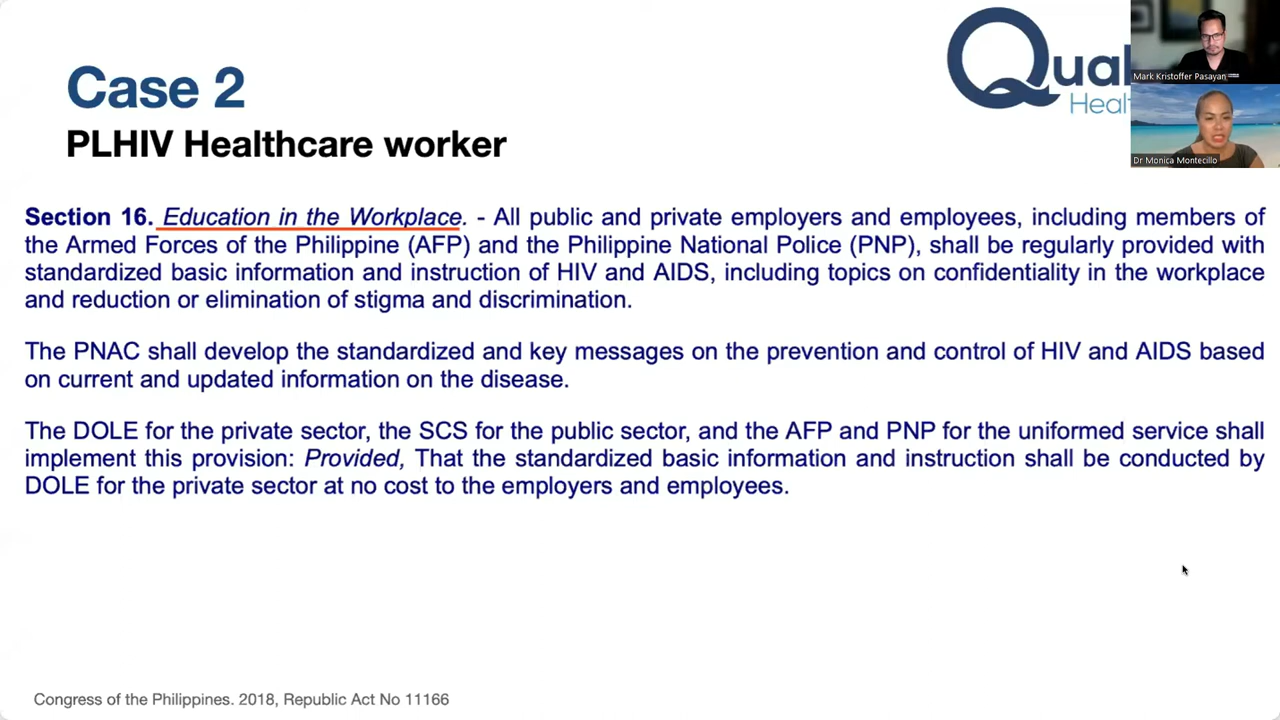 Case 2
PLHIV Healthcare worker
Qual
Healt
Mark Kristoffer Pasayan
Dr Monica Montecillo
Section 16. Education in the Workplace. - All public and private employers and employees, including members of
the Armed Forces of the Philippine (AFP) and the Philippine National Police (PNP), shall be regularly provided with
standardized basic information and instruction of HIV and AIDS, including topics on confidentiality in the workplace
and reduction or elimination of stigma and discrimination.
The PNAC shall develop the standardized and key messages on the prevention and control of HIV and AIDS based
on current and updated information on the disease.
The DOLE for the private sector, the SCS for the public sector, and the AFP and PNP for the uniformed service shall
implement this provision: Provided, That the standardized basic information and instruction shall be conducted by
DOLE for the private sector at no cost to the employers and employees.
Congress of the Philippines. 2018, Republic Act No 11166